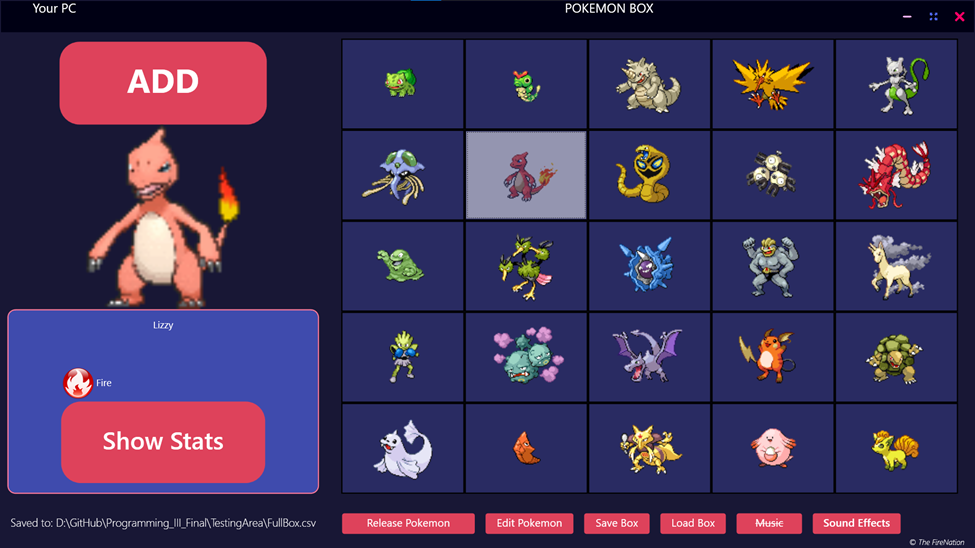 Your PC
POKEMON BOX
ADD
Lizzy
Fire
Show Stats
Saved to: D:\GitHub\Programming_III_Final\TestingArea\FullBox.csv
Release Pokemon
Edit Pokemon
Save Box
Load Box
Music
Sound Effects
© The FireNation